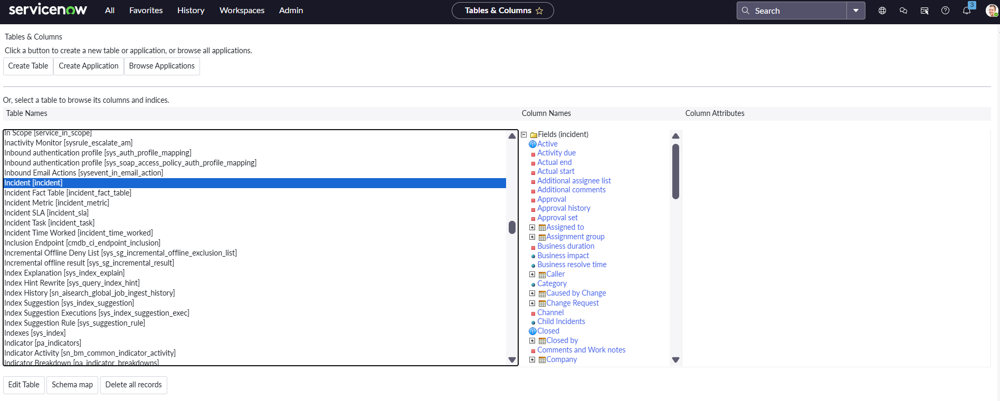 servicenow All Favorites History Workspaces Admin Tables & Columns Search 3
Tables & Columns
Click a button to create a new table or application, or browse all applications.
Create Table Create Application Browse Applications
Or, select a table to browse its columns and indices.
Table Names Column Names Column Attributes
In Scope [service_in_scope]
Inactivity Monitor [sysrule_escalate_am]
Inbound authentication profile [sys_auth_profile_mapping]
Inbound authentication profile [sys_soap_access_policy_auth_profile_mapping]
Inbound Email Actions [sysevent_in_email_action]
Incident [incident]
Incident Fact Table [incident_fact_table]
Incident Metric [incident_metric]
Incident SLA [incident_sla]
Incident Task [incident_task]
Incident Time Worked [incident_time_worked]
Inclusion Endpoint [cmdb_ci_endpoint_inclusion]
Incremental Offline Deny List [sys_sg_incremental_offline_exclusion_list]
Incremental offline result [sys_sg_incremental_result]
Index Explanation [sys_index_explain]
Index Hint Rewrite [sys_query_index_hint]
Index History [sn_aisearch_global_job_ingest_history]
Index Suggestion [sys_index_suggestion]
Index Suggestion Executions [sys_index_suggestion_exec]
Index Suggestion Rule [sys_suggestion_rule]
Indexes [sys_index]
Indicator [pa_indicators]
Indicator Activity [sn_bm_common_indicator_activity]
Indicator Breakdown [pa_indicator_breakdowns]
Fields (incident)
Active
Activity due
Actual end
Actual start
Additional assignee list
Additional comments
Approval
Approval history
Approval set
Assigned to
Assignment group
Business duration
Business impact
Business resolve time
Caller
Category
Caused by Change
Change Request
Channel
Child Incidents
Closed
Closed by
Comments and Work notes
Company
Edit Table Schema map Delete all records